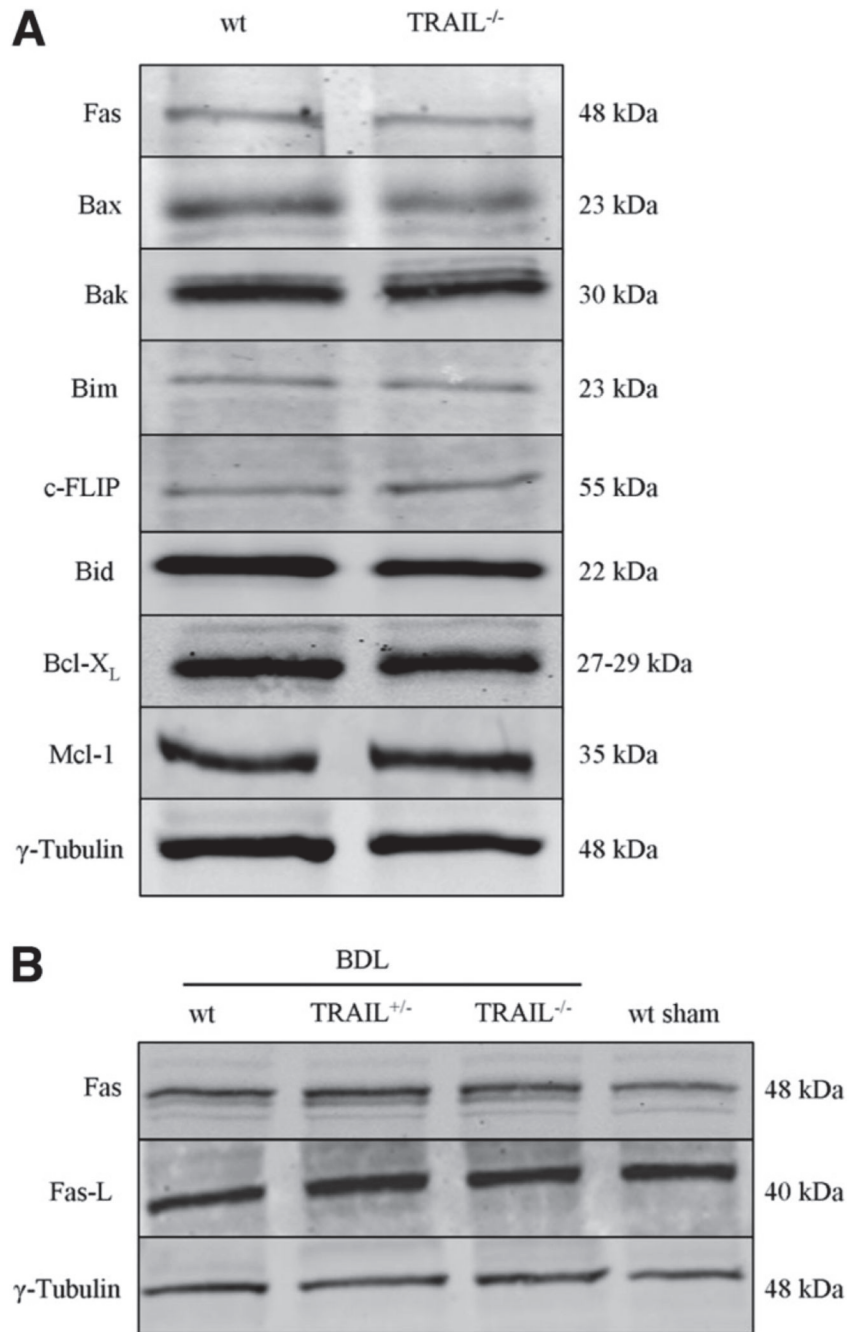 A
wt TRAIL-/-
Fas 48 kDa
Bax 23 kDa
Bak 30 kDa
Bim 23 kDa
c-FLIP 55 kDa
Bid 22 kDa
Bcl-XL 27-29 kDa
Mcl-1 35 kDa
γ-Tubulin 48 kDa
B
BDL
wt TRAIL+/- TRAIL-/- wt sham
Fas 48 kDa
Fas-L 40 kDa
γ-Tubulin 48 kDa